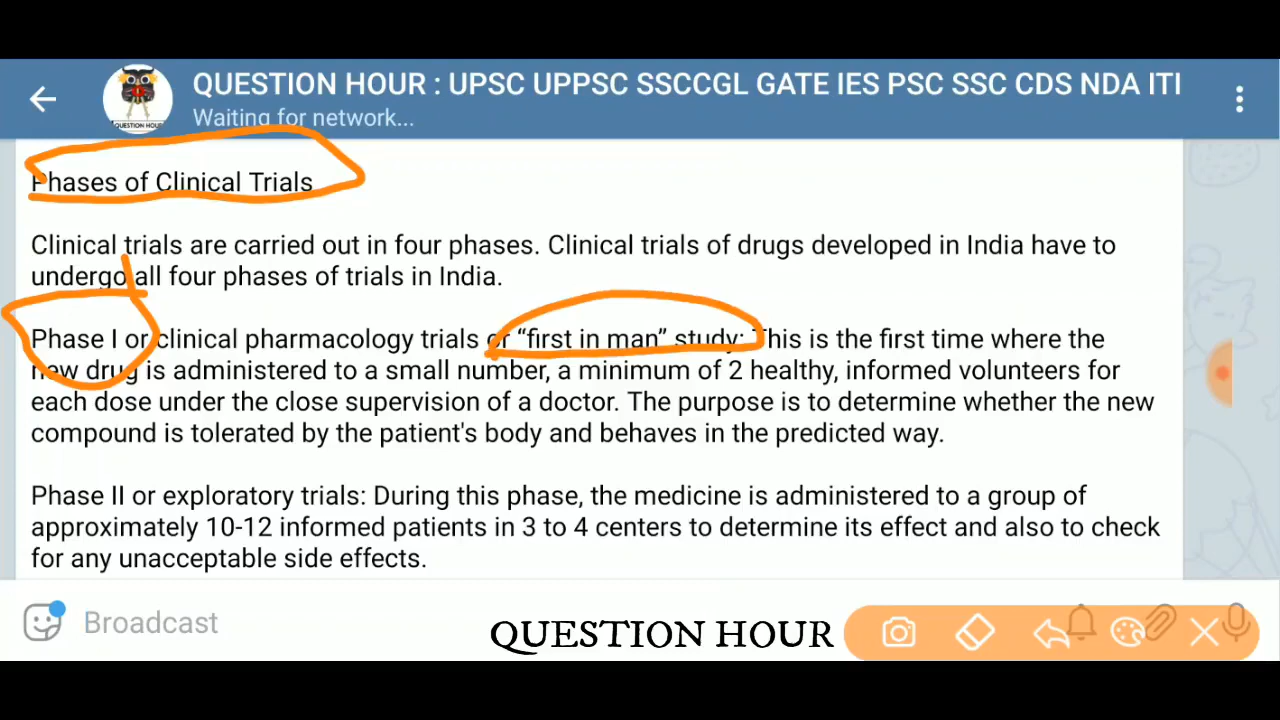 QUESTION HOUR : UPSC UPPSC SSCCGL GATE IES PSC SSC CDS NDA ITI
Waiting for network...
QUESTION HOUR
Phases of Clinical Trials
Clinical trials are carried out in four phases. Clinical trials of drugs developed in India have to
undergo all four phases of trials in India.
Phase I or clinical pharmacology trials or “first in man” study: This is the first time where the
new drug is administered to a small number, a minimum of 2 healthy, informed volunteers for
each dose under the close supervision of a doctor. The purpose is to determine whether the new
compound is tolerated by the patient's body and behaves in the predicted way.
Phase II or exploratory trials: During this phase, the medicine is administered to a group of
approximately 10-12 informed patients in 3 to 4 centers to determine its effect and also to check
for any unacceptable side effects.
Broadcast
QUESTION HOUR